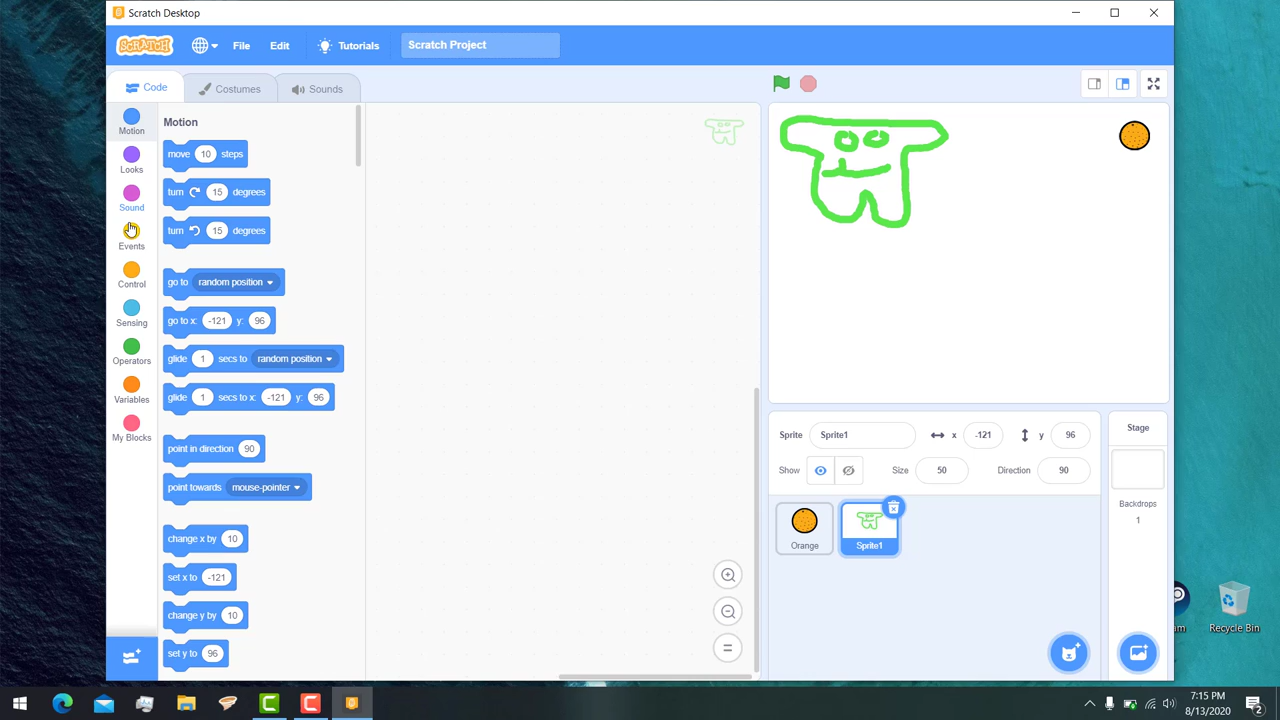 Scratch Desktop
SCRATCH File Edit Tutorials Scratch Project
Code Costumes Sounds
Motion
Looks
Sound
Events
Control
Sensing
Operators
Variables
My Blocks
Motion
move 10 steps
turn 15 degrees
turn 15 degrees
go to random position
go to x: -121 y: 96
glide 1 secs to random position
glide 1 secs to x: -121 y: 96
point in direction 90
point towards mouse-pointer
change x by 10
set x to -121
change y by 10
set y to 96
Sprite Sprite1 x -121 y 96
Show Size 50 Direction 90
Orange
Sprite1
Stage
Backdrops
1
Recycle Bin
7:15 PM
8/13/2020
2